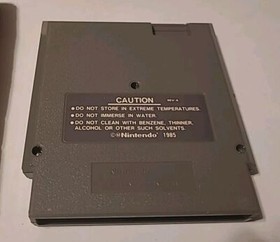 CAUTION
• DO NOT STORE IN EXTREME TEMPERATURES.
• DO NOT IMMERSE IN WATER.
• DO NOT CLEAN WITH BENZENE, THINNER,
ALCOHOL OR OTHER SUCH SOLVENTS.
©®Nintendo 1985